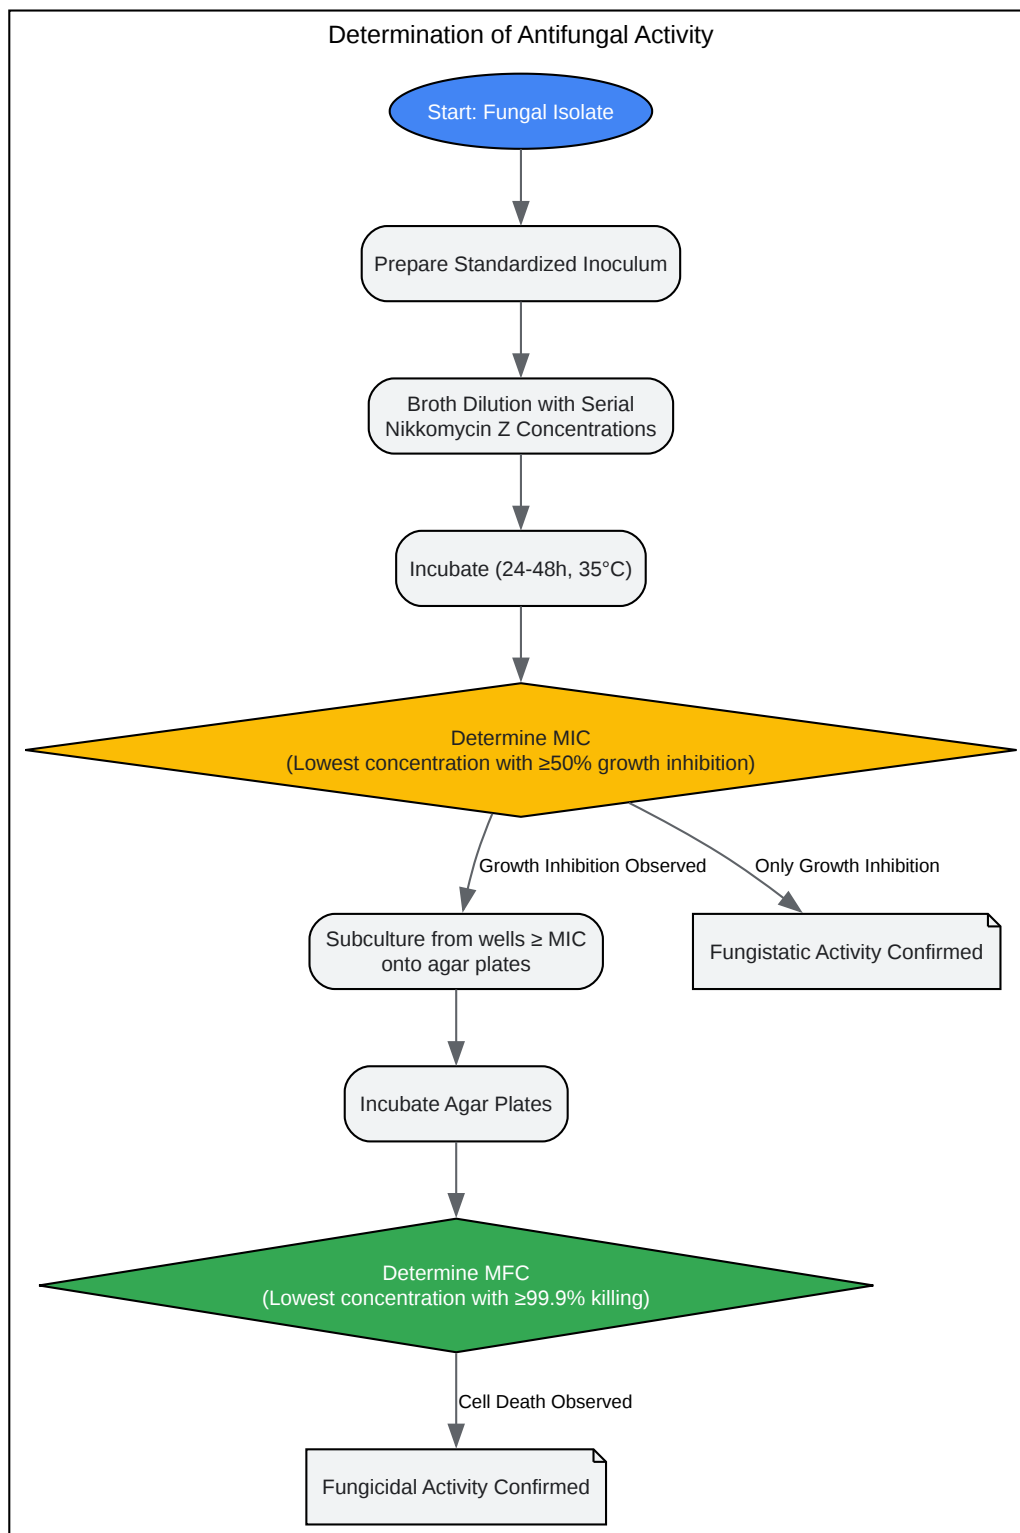 Determination of Antifungal Activity
Start: Fungal Isolate
Prepare Standardized Inoculum
Broth Dilution with Serial
Nikkomycin Z Concentrations
Incubate (24-48h, 35°C)
Determine MIC
(Lowest concentration with ≥50% growth inhibition)
Growth Inhibition Observed
Only Growth Inhibition
Subculture from wells ≥ MIC
onto agar plates
Fungistatic Activity Confirmed
Incubate Agar Plates
Determine MFC
(Lowest concentration with ≥99.9% killing)
Cell Death Observed
Fungicidal Activity Confirmed